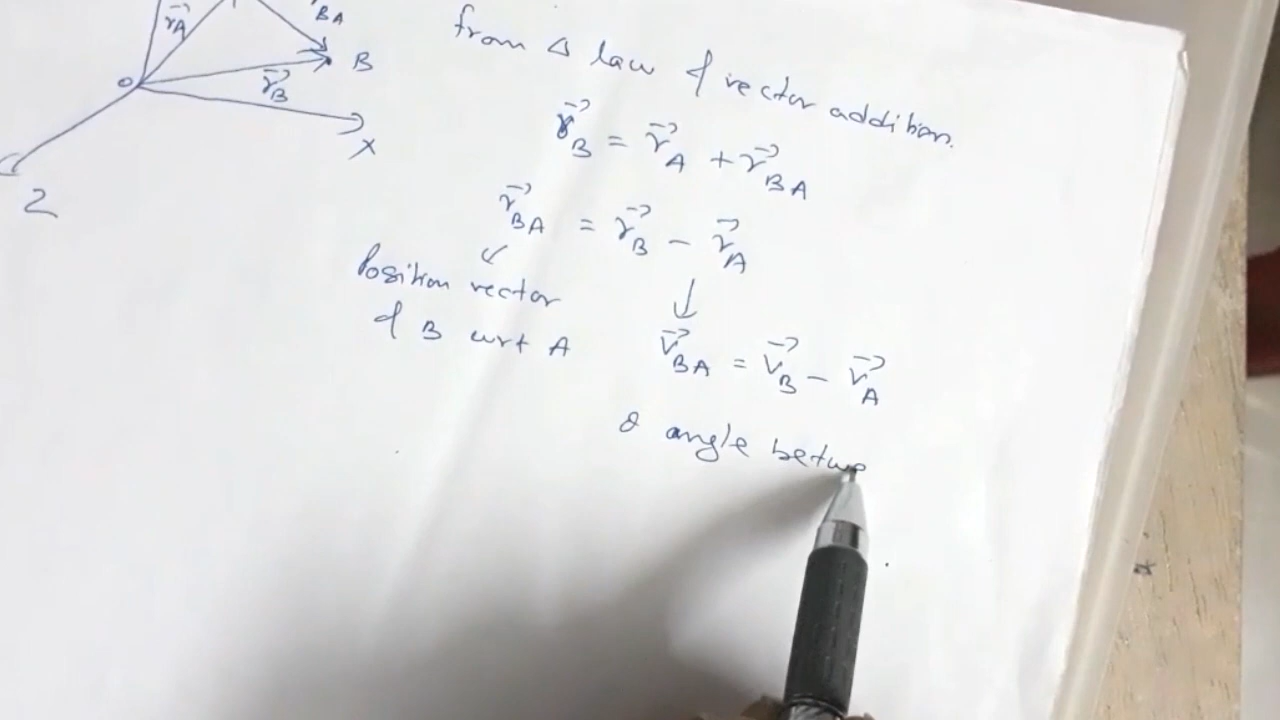 r⃗A
BA
B
O
r⃗B
X
Z
from Δ law of vector addition.
r⃗B = r⃗A + r⃗BA
r⃗BA = r⃗B − r⃗A
↙
Position vector
of B wrt A
↓
v⃗BA = v⃗B − v⃗A
θ angle betwe